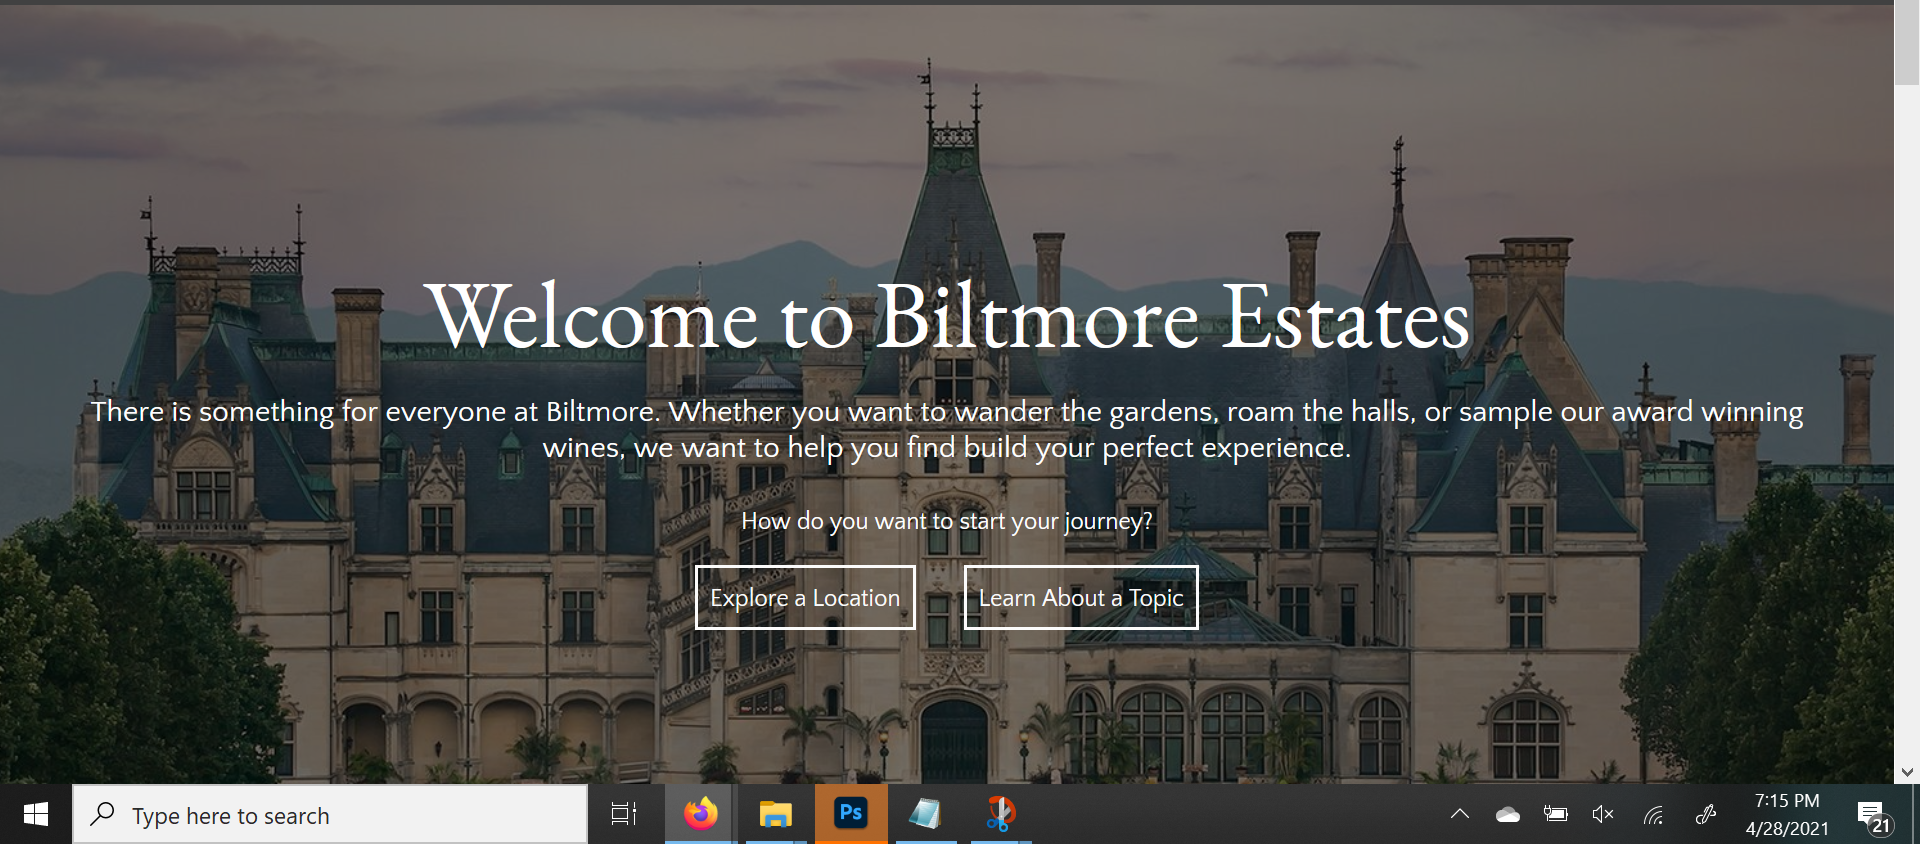 Welcome to Biltmore Estates
There is something for everyone at Biltmore. Whether you want to wander the gardens, roam the halls, or sample our award winning
wines, we want to help you find build your perfect experience.
How do you want to start your journey?
Explore a Location
Learn About a Topic
Type here to search
Ps
7:15 PM
4/28/2021
21